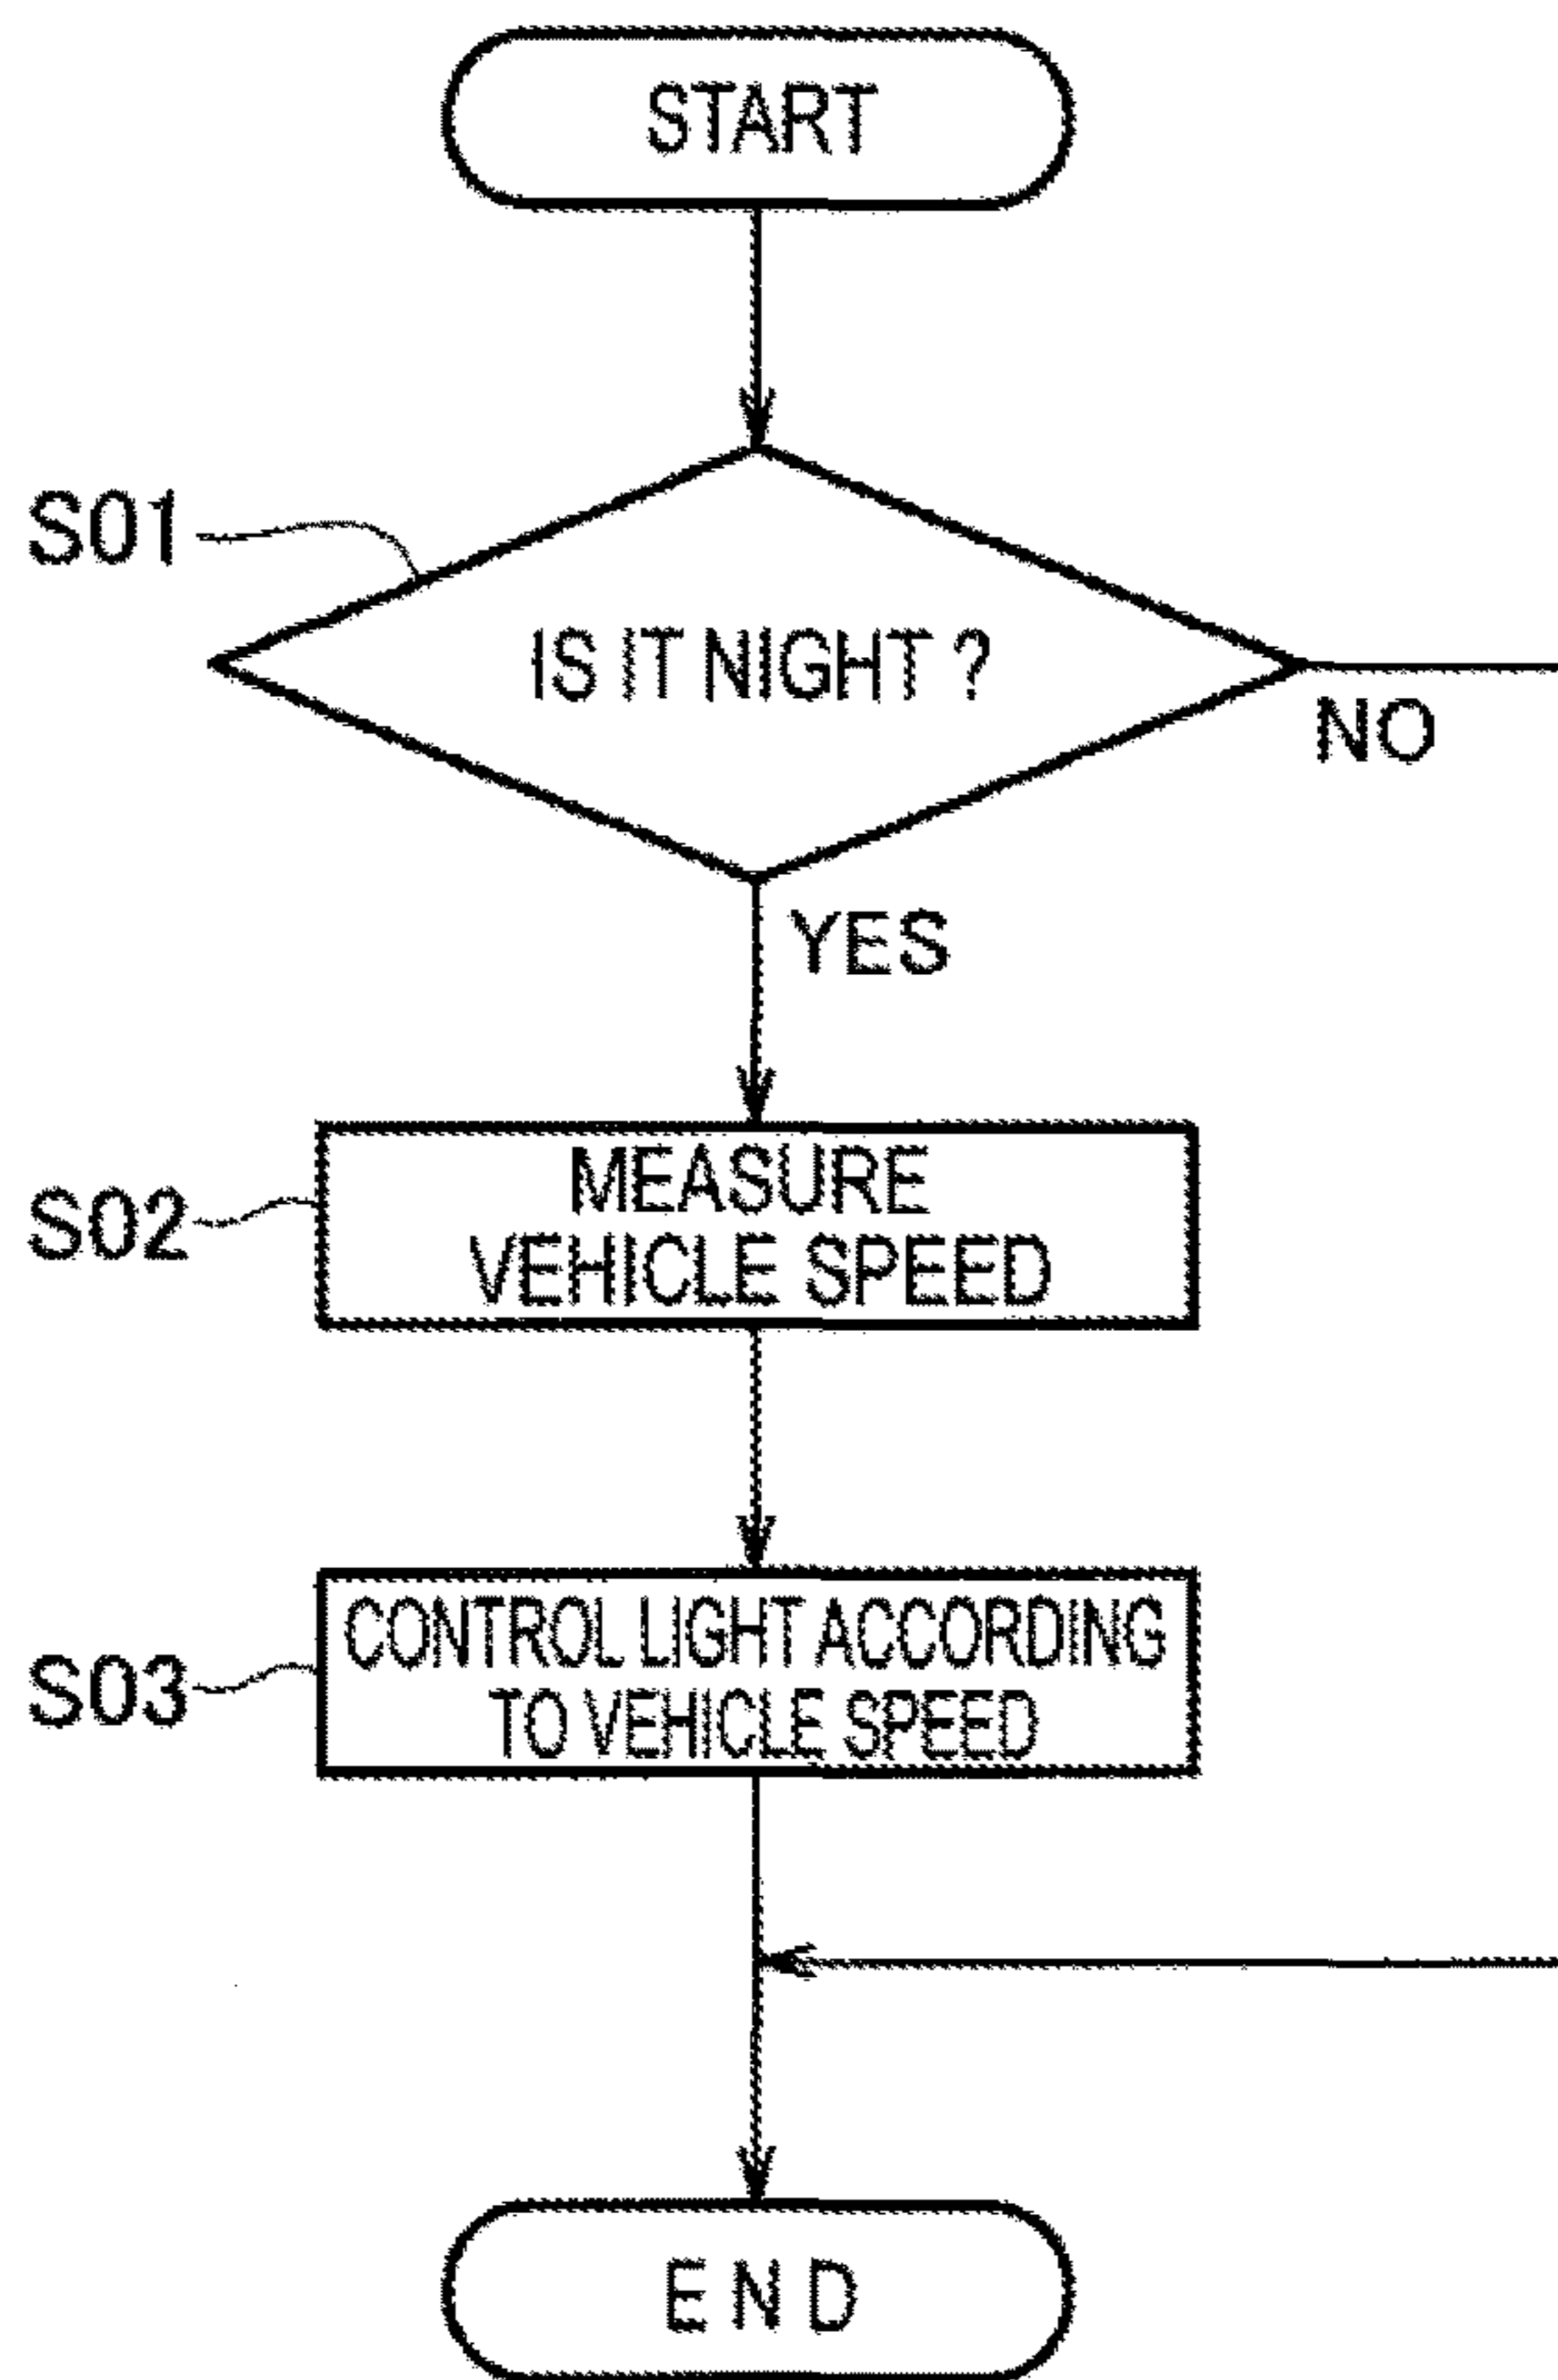 START
S01
IS IT NIGHT ?
NO
YES
S02
MEASURE
VEHICLE SPEED
S03
CONTROL LIGHT ACCORDING
TO VEHICLE SPEED
END